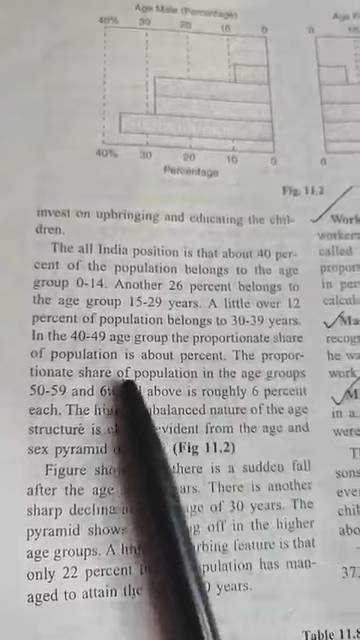 Age Male (Percentage)
40% 30 20 10 0
40% 30 20 10 0
Percentage
Fig. 11.2
invest on upbringing and educating the chil-
dren.
The all India position is that about 40 per-
cent of the population belongs to the age
group 0-14. Another 26 percent belongs to
the age group 15-29 years. A little over 12
percent of population belongs to 30-39 years.
In the 40-49 age group the proportionate share
of population is about percent. The propor-
tionate share of population in the age groups
50-59 and above is roughly 6 percent
each. The balanced nature of the age
structure is evident from the age and
sex pyramid (Fig 11.2)
Figure there is a sudden fall
after the age There is another
sharp decline age of 30 years. The
pyramid shows off in the higher
age groups. A feature is that
only 22 percent has man-
aged to attain the years.
Age
0
0
Work
workers
called
propor
in per
calcula
Ma
recog
he wa
work
M
in a
were
T
sons
eve
chil
abo
37.
Table 11.